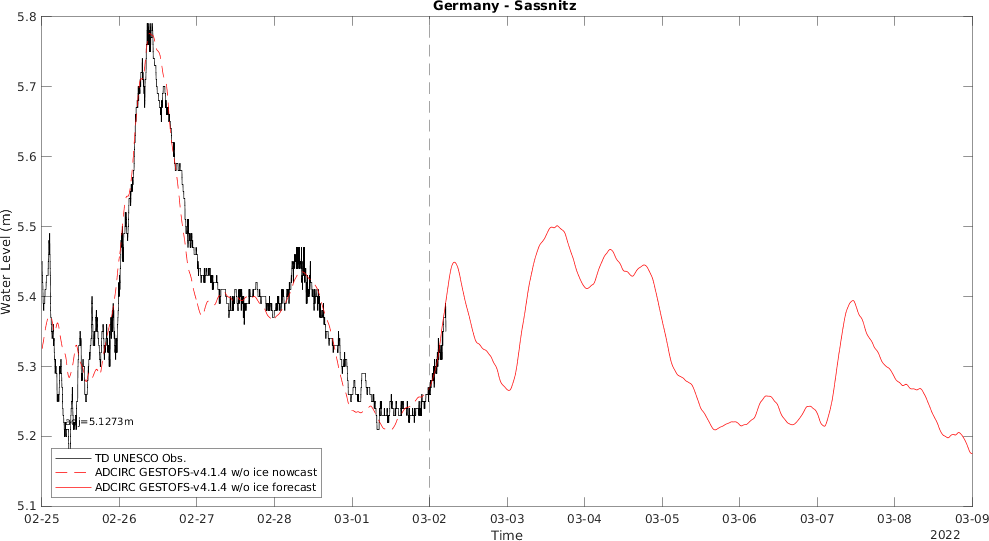 Germany - Sassnitz
5.8
5.7
5.6
5.5
5.4
5.3
5.2
5.1
Water Level (m)
j=5.1273m
TD UNESCO Obs.
ADCIRC GESTOFS-v4.1.4 w/o ice nowcast
ADCIRC GESTOFS-v4.1.4 w/o ice forecast
02-25 02-26 02-27 02-28 03-01 03-02 03-03 03-04 03-05 03-06 03-07 03-08 03-09
Time
2022